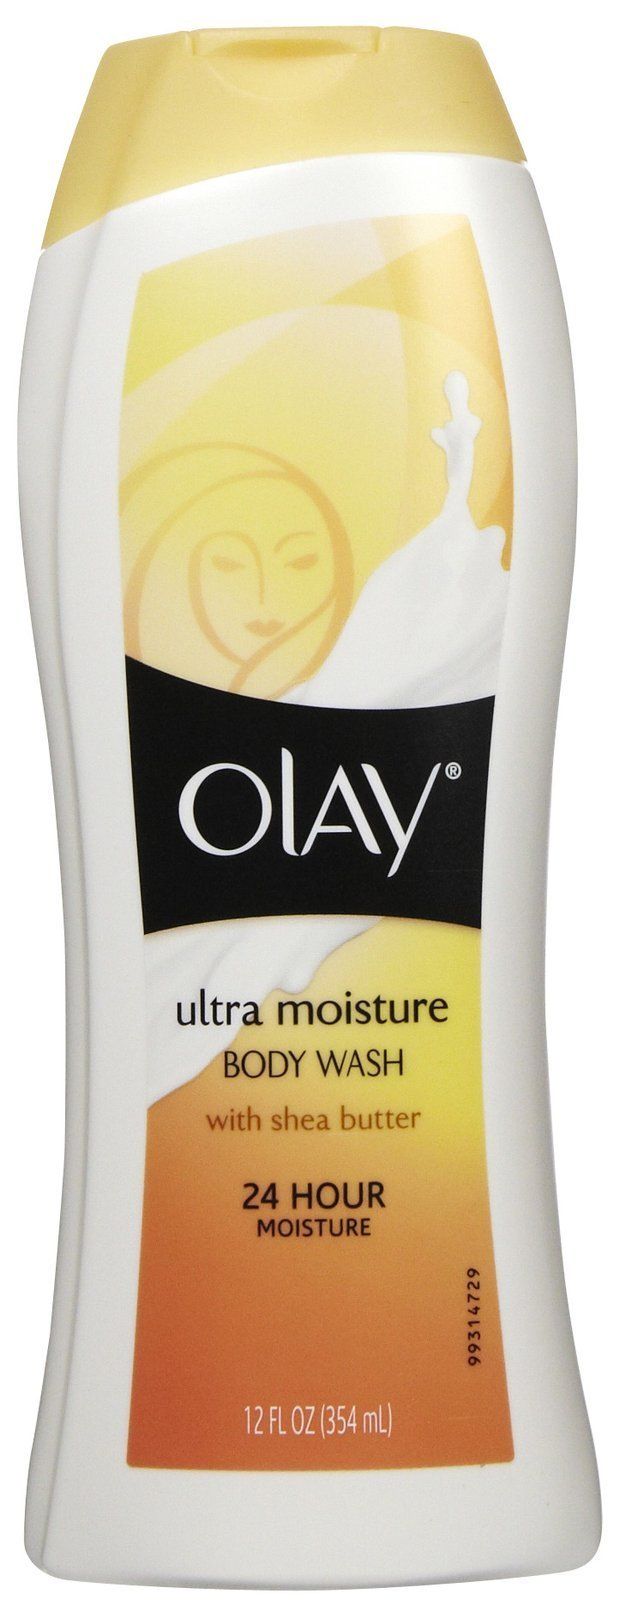 OLAY®
ultra moisture
BODY WASH
with shea butter
24 HOUR
MOISTURE
99314729
12 FL OZ (354 mL)